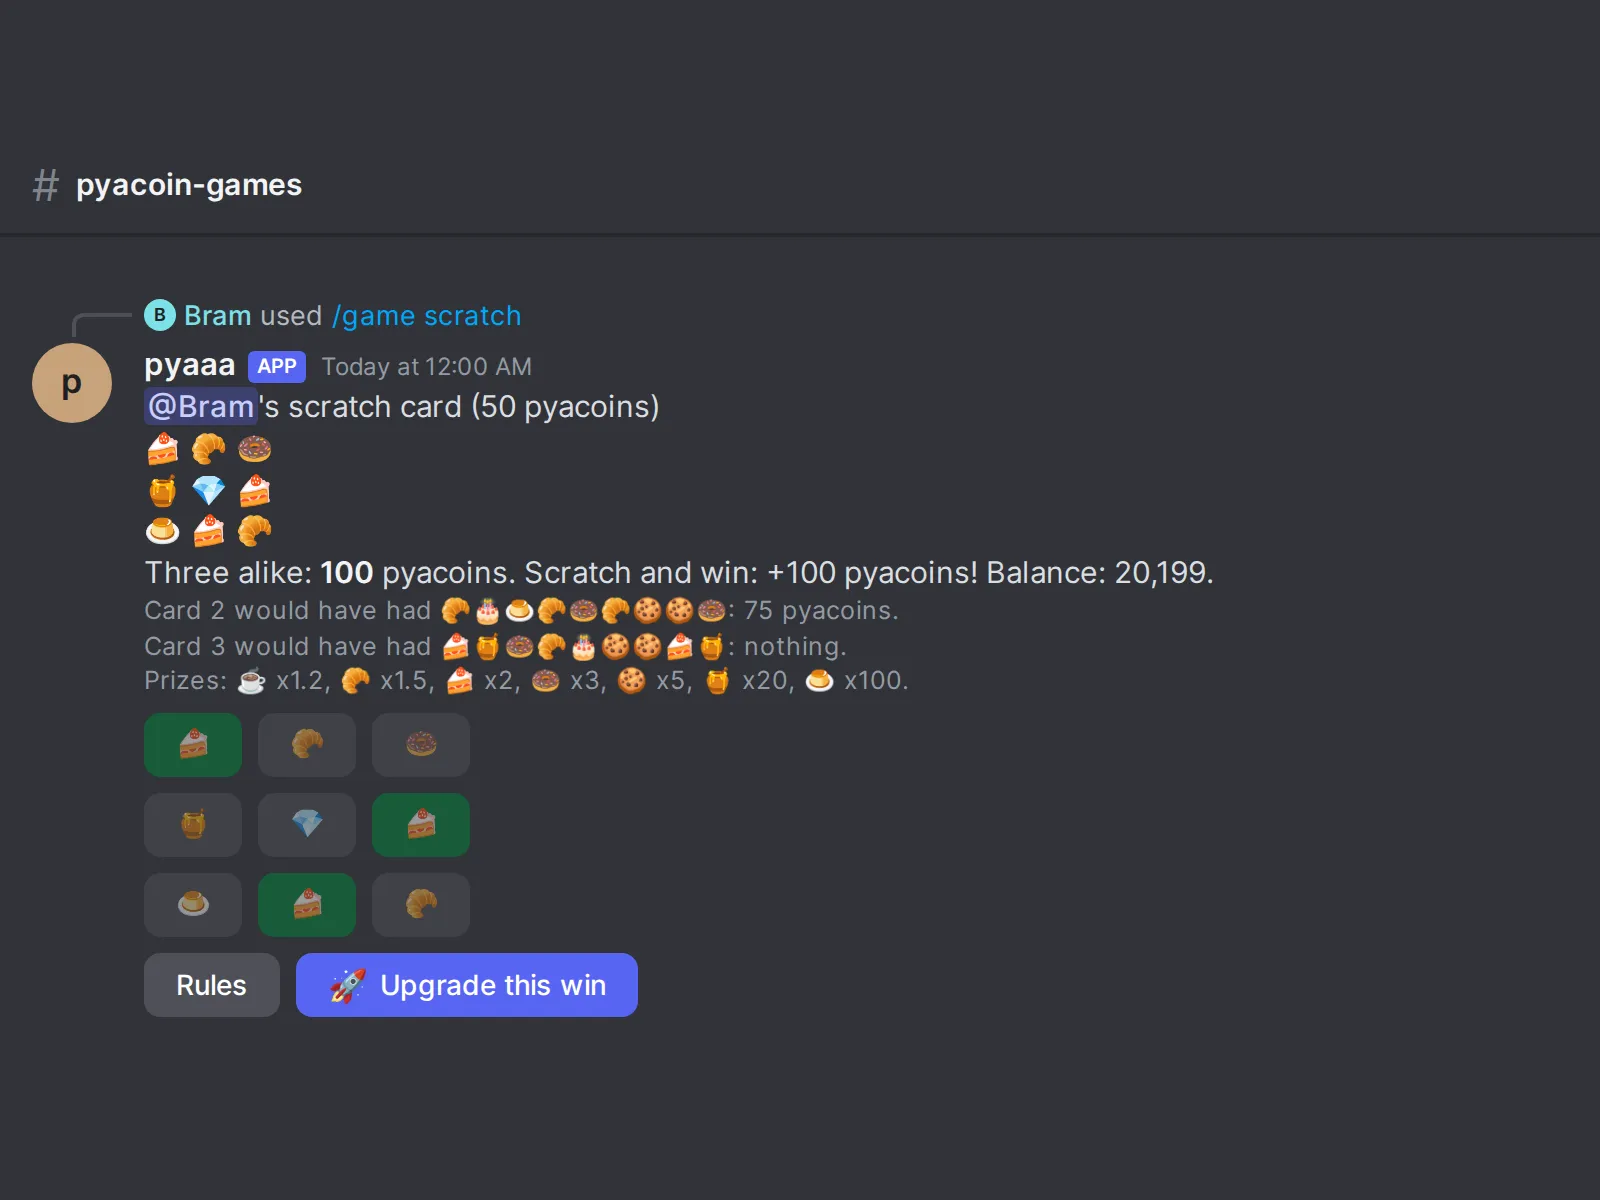 # pyacoin-games
B Bram used /game scratch
p
pyaaa APP Today at 12:00 AM
@Bram's scratch card (50 pyacoins)
🍰 🥐 🍩
🍯 💎 🍰
🍮 🍰 🥐
Three alike: 100 pyacoins. Scratch and win: +100 pyacoins! Balance: 20,199.
Card 2 would have had 🥐🎂🍮🥐🍩🥐🍪🍪🍩: 75 pyacoins.
Card 3 would have had 🍰🍯🍩🥐🎂🍪🍪🍰🍯: nothing.
Prizes: ☕ x1.2, 🥐 x1.5, 🍰 x2, 🍩 x3, 🍪 x5, 🍯 x20, 🍮 x100.
🍰 🥐 🍩
🍯 💎 🍰
🍮 🍰 🥐
Rules 🚀 Upgrade this win